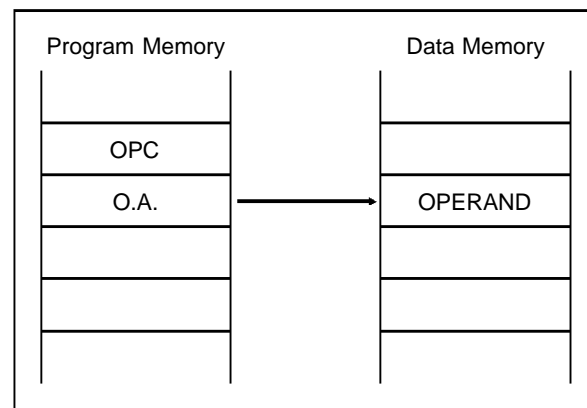 Program Memory
Data Memory
OPC
O.A.
OPERAND